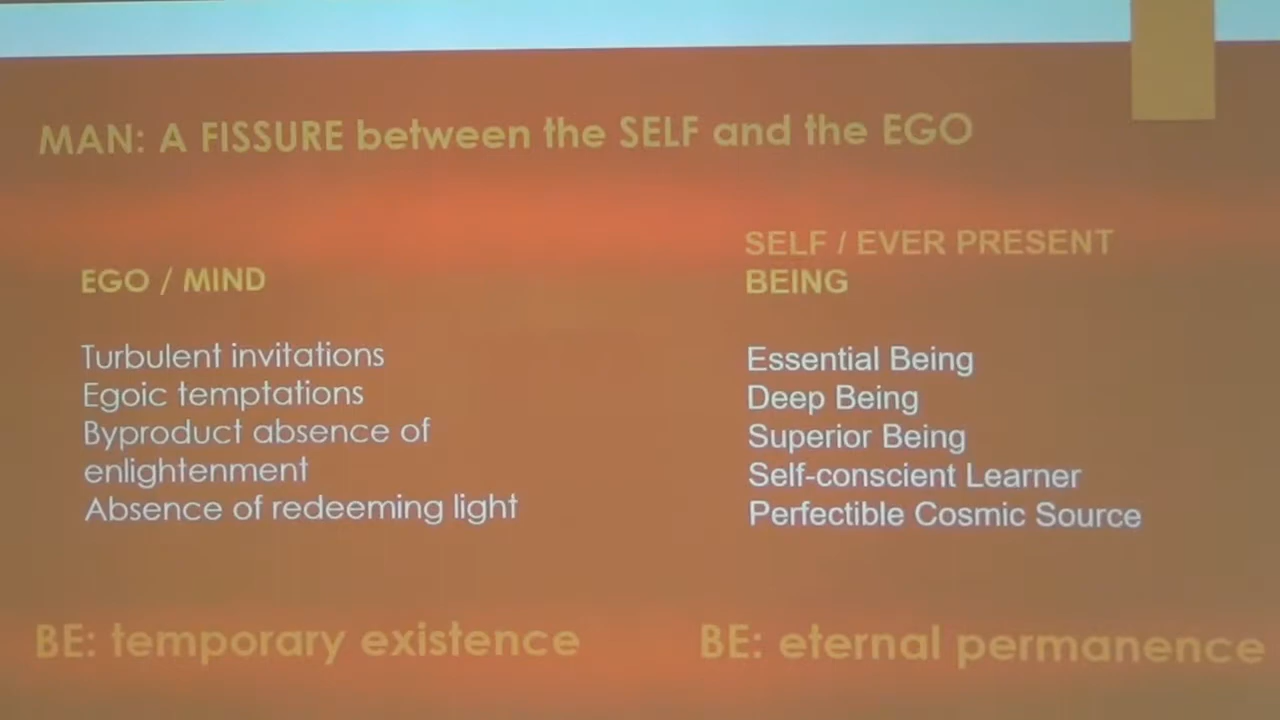 MAN: A FISSURE between the SELF and the EGO
EGO / MIND
Turbulent invitations
Egoic temptations
Byproduct absence of
enlightenment
Absence of redeeming light
BE: temporary existence
SELF / EVER PRESENT
BEING
Essential Being
Deep Being
Superior Being
Self-conscient Learner
Perfectible Cosmic Source
BE: eternal permanence